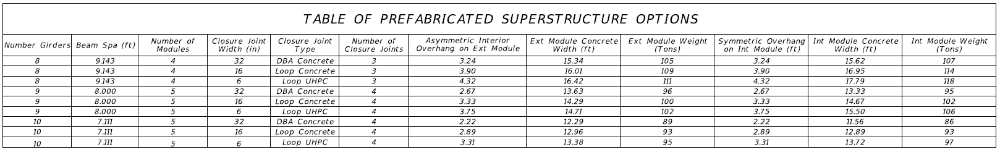 TABLE OF PREFABRICATED SUPERSTRUCTURE OPTIONS
Number Girders Beam Spa (ft) Number of Modules Closure Joint Width (in) Closure Joint Type Number of Closure Joints Asymmetric Interior Overhang on Ext Module Ext Module Concrete Width (ft) Ext Module Weight (Tons) Symmetric Overhang on Int Module (ft) Int Module Concrete Width (ft) Int Module Weight (Tons)
8 9.143 4 32 DBA Concrete 3 3.24 15.34 105 3.24 15.62 107
8 9.143 4 16 Loop Concrete 3 3.90 16.01 109 3.90 16.95 114
8 9.143 4 6 Loop UHPC 3 4.32 16.42 111 4.32 17.79 118
9 8.000 5 32 DBA Concrete 4 2.67 13.63 96 2.67 13.33 95
9 8.000 5 16 Loop Concrete 4 3.33 14.29 100 3.33 14.67 102
9 8.000 5 6 Loop UHPC 4 3.75 14.71 102 3.75 15.50 106
10 7.111 5 32 DBA Concrete 4 2.22 12.29 89 2.22 11.56 86
10 7.111 5 16 Loop Concrete 4 2.89 12.96 93 2.89 12.89 93
10 7.111 5 6 Loop UHPC 4 3.31 13.38 95 3.31 13.72 97